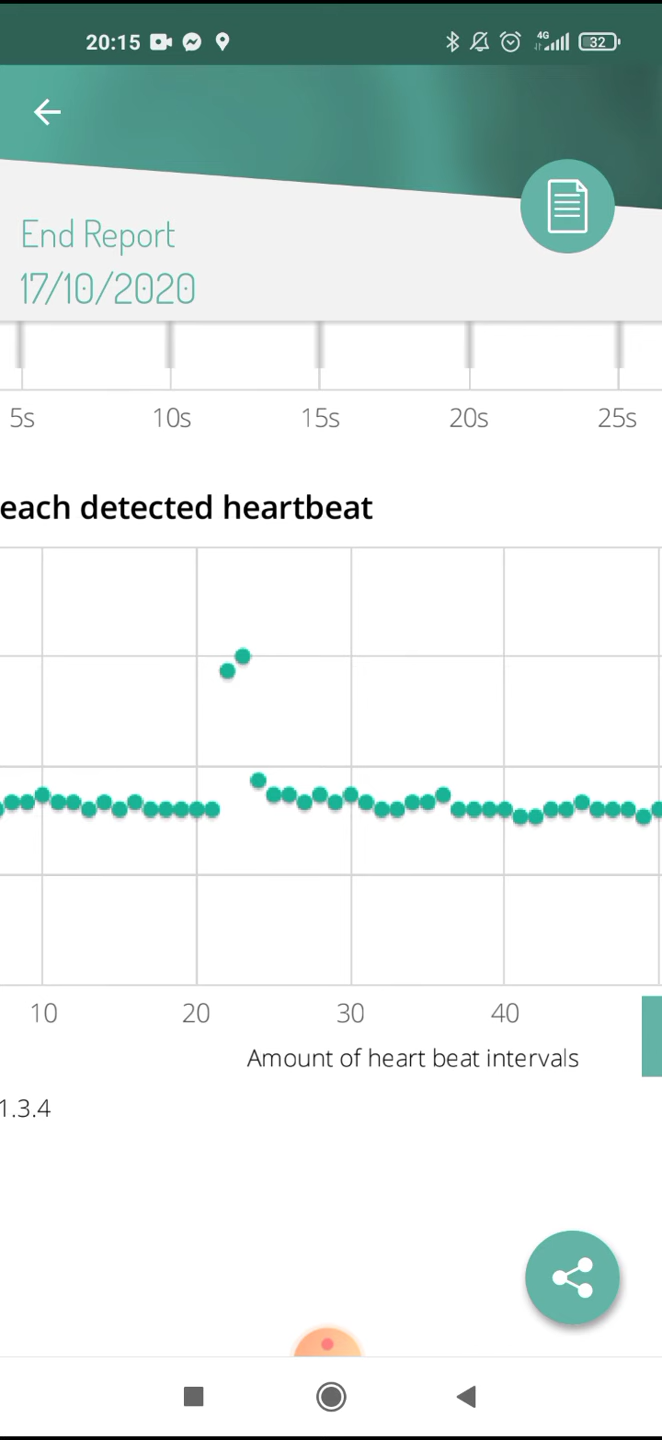 20:15 4G 32
End Report
17/10/2020
5s 10s 15s 20s 25s
each detected heartbeat
10 20 30 40
Amount of heart beat intervals
1.3.4